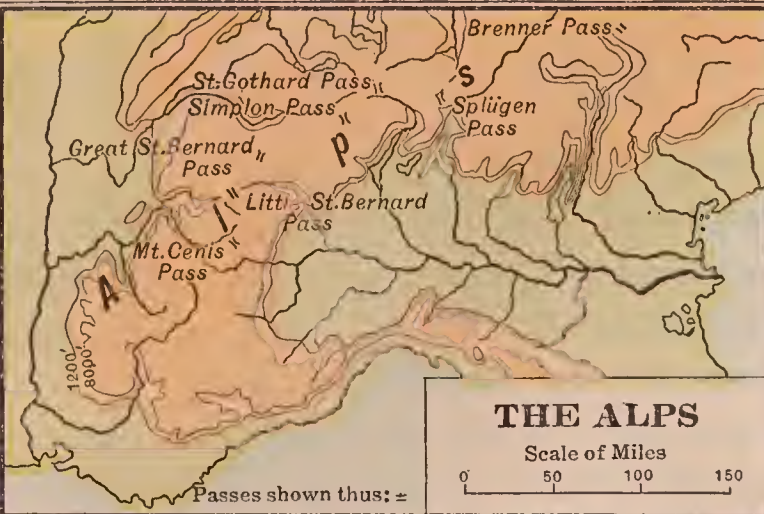 Brenner Pass
St. Gothard Pass
S
Simplon Pass
Splügen
Pass
Great St. Bernard
Pass
P
Little St. Bernard
Pass
l
Mt. Cenis
Pass
A
1200'
8000'
THE ALPS
Scale of Miles
0 50 100 150
Passes shown thus: =